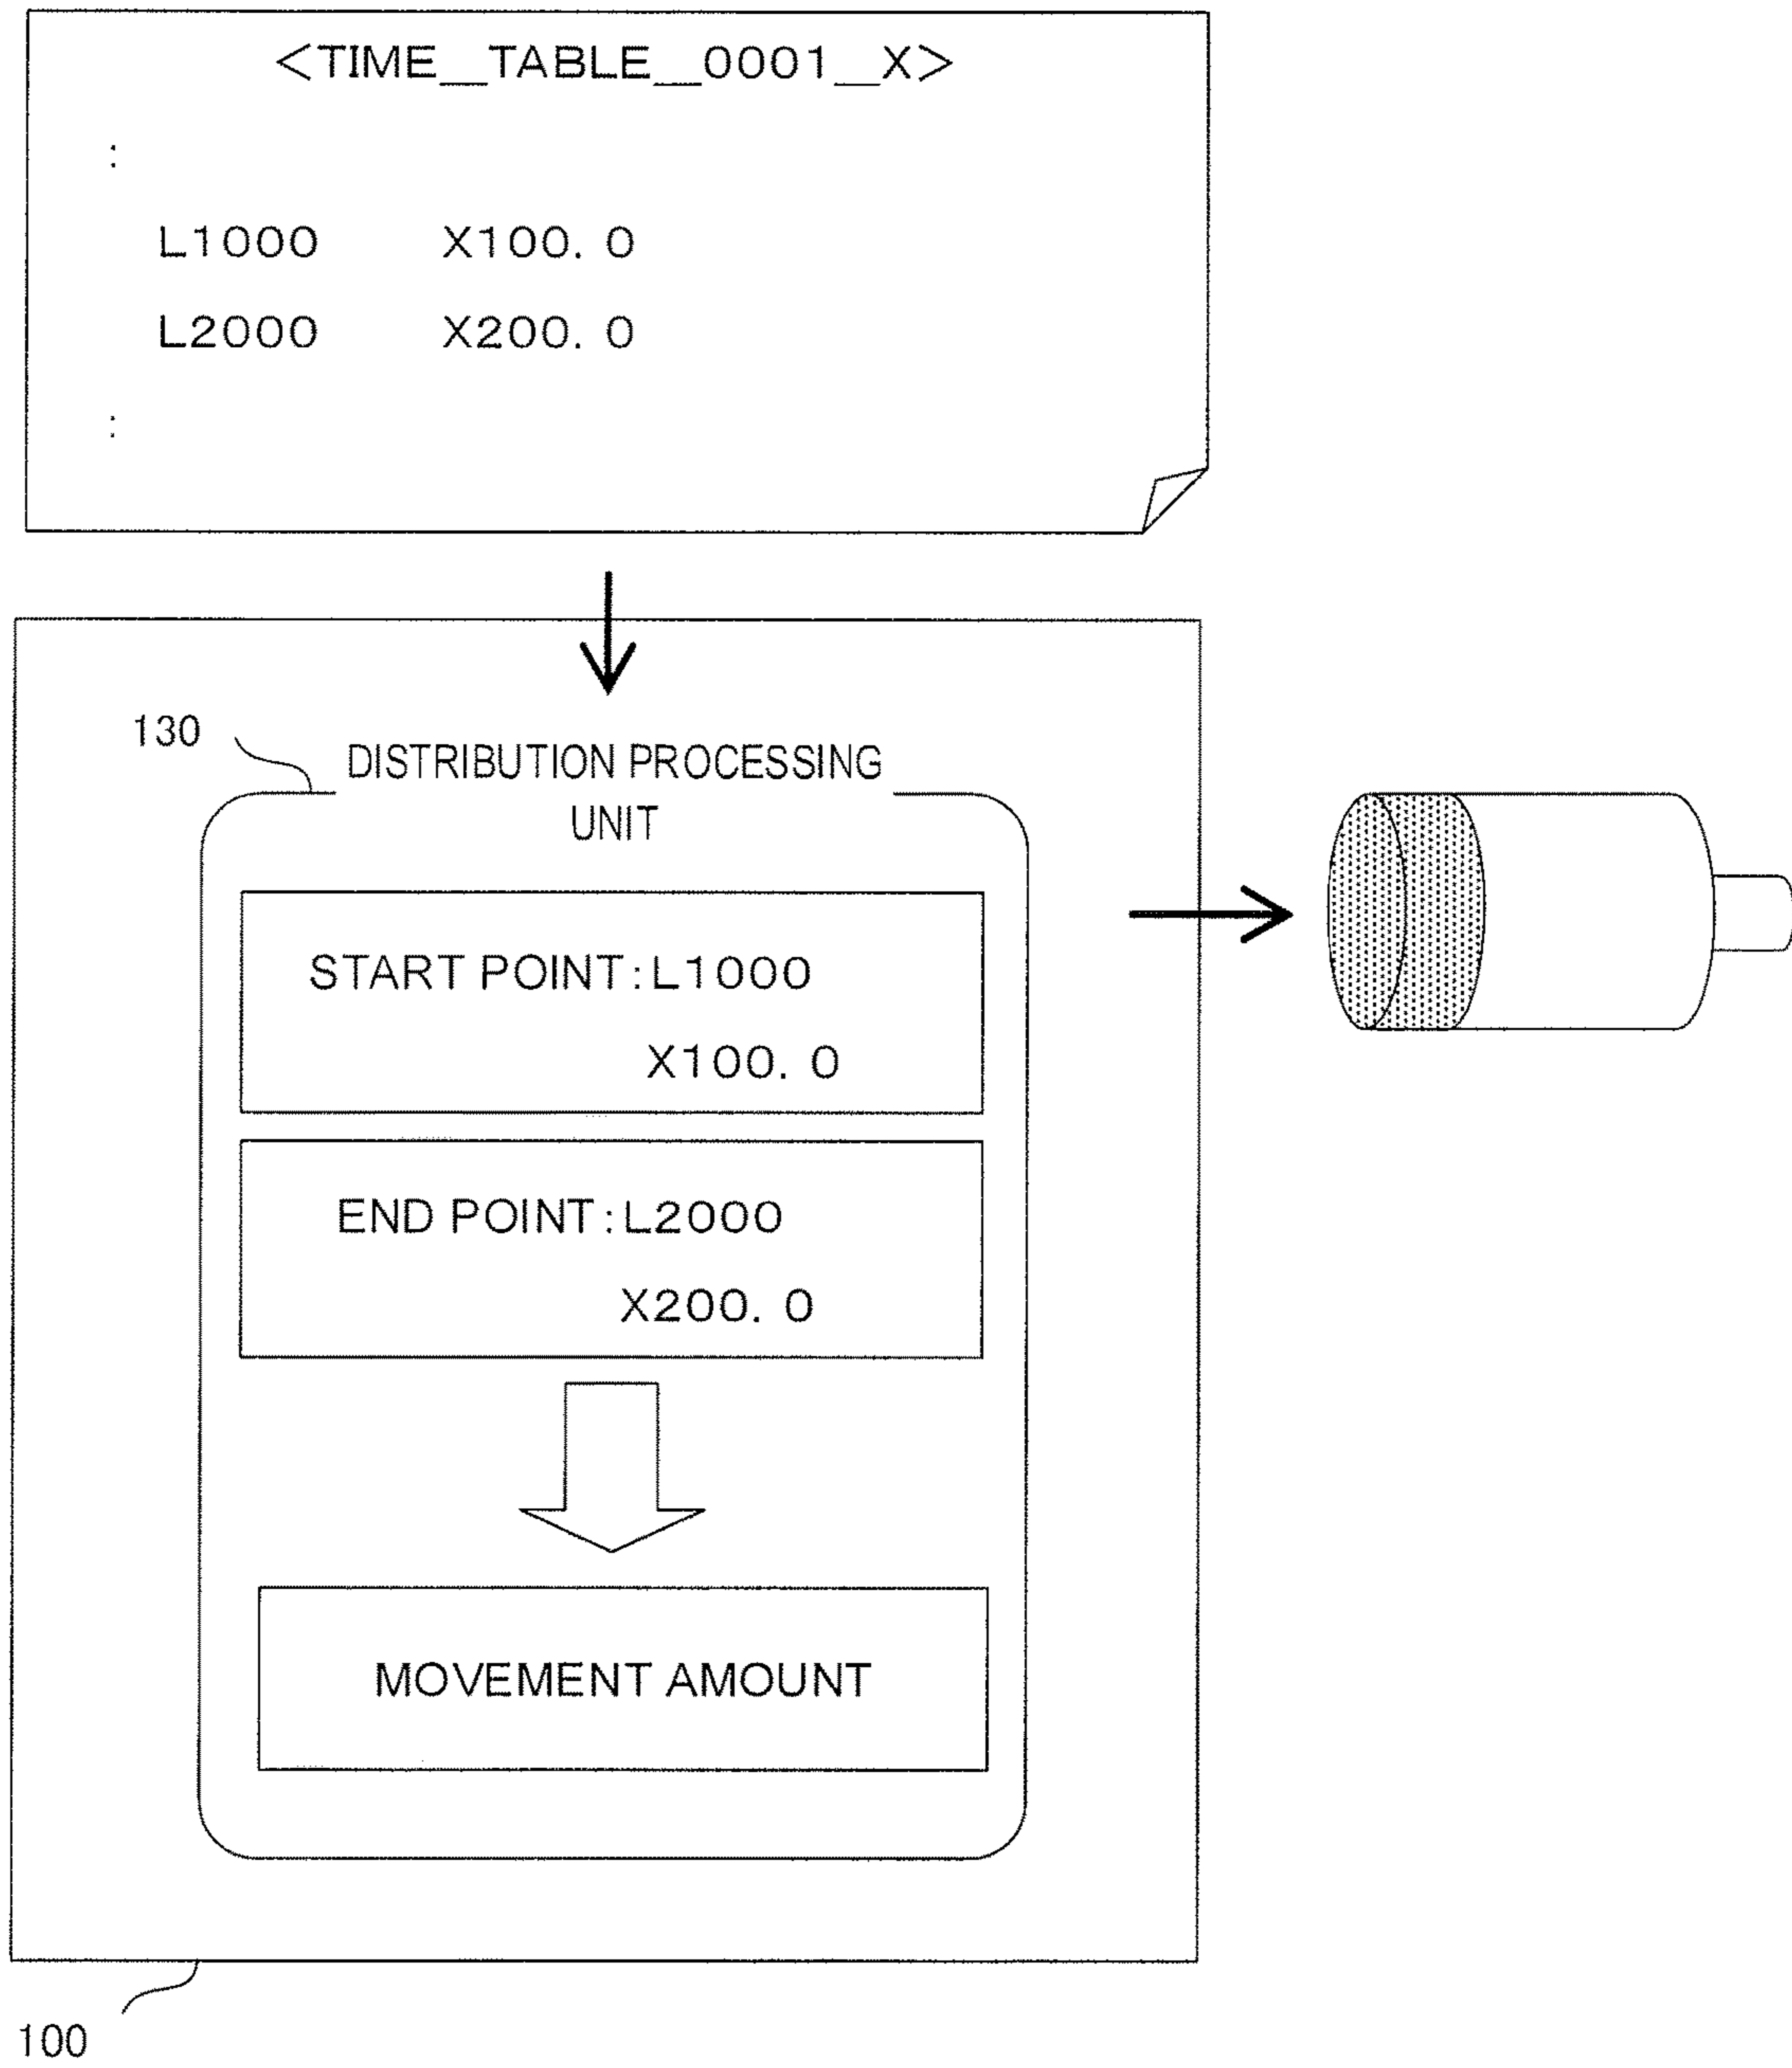 <TIME__TABLE__0001__X>
:
L1000 X100. 0
L2000 X200. 0
:
130
DISTRIBUTION PROCESSING
UNIT
START POINT:L1000
X100. 0
END POINT:L2000
X200. 0
MOVEMENT AMOUNT
100